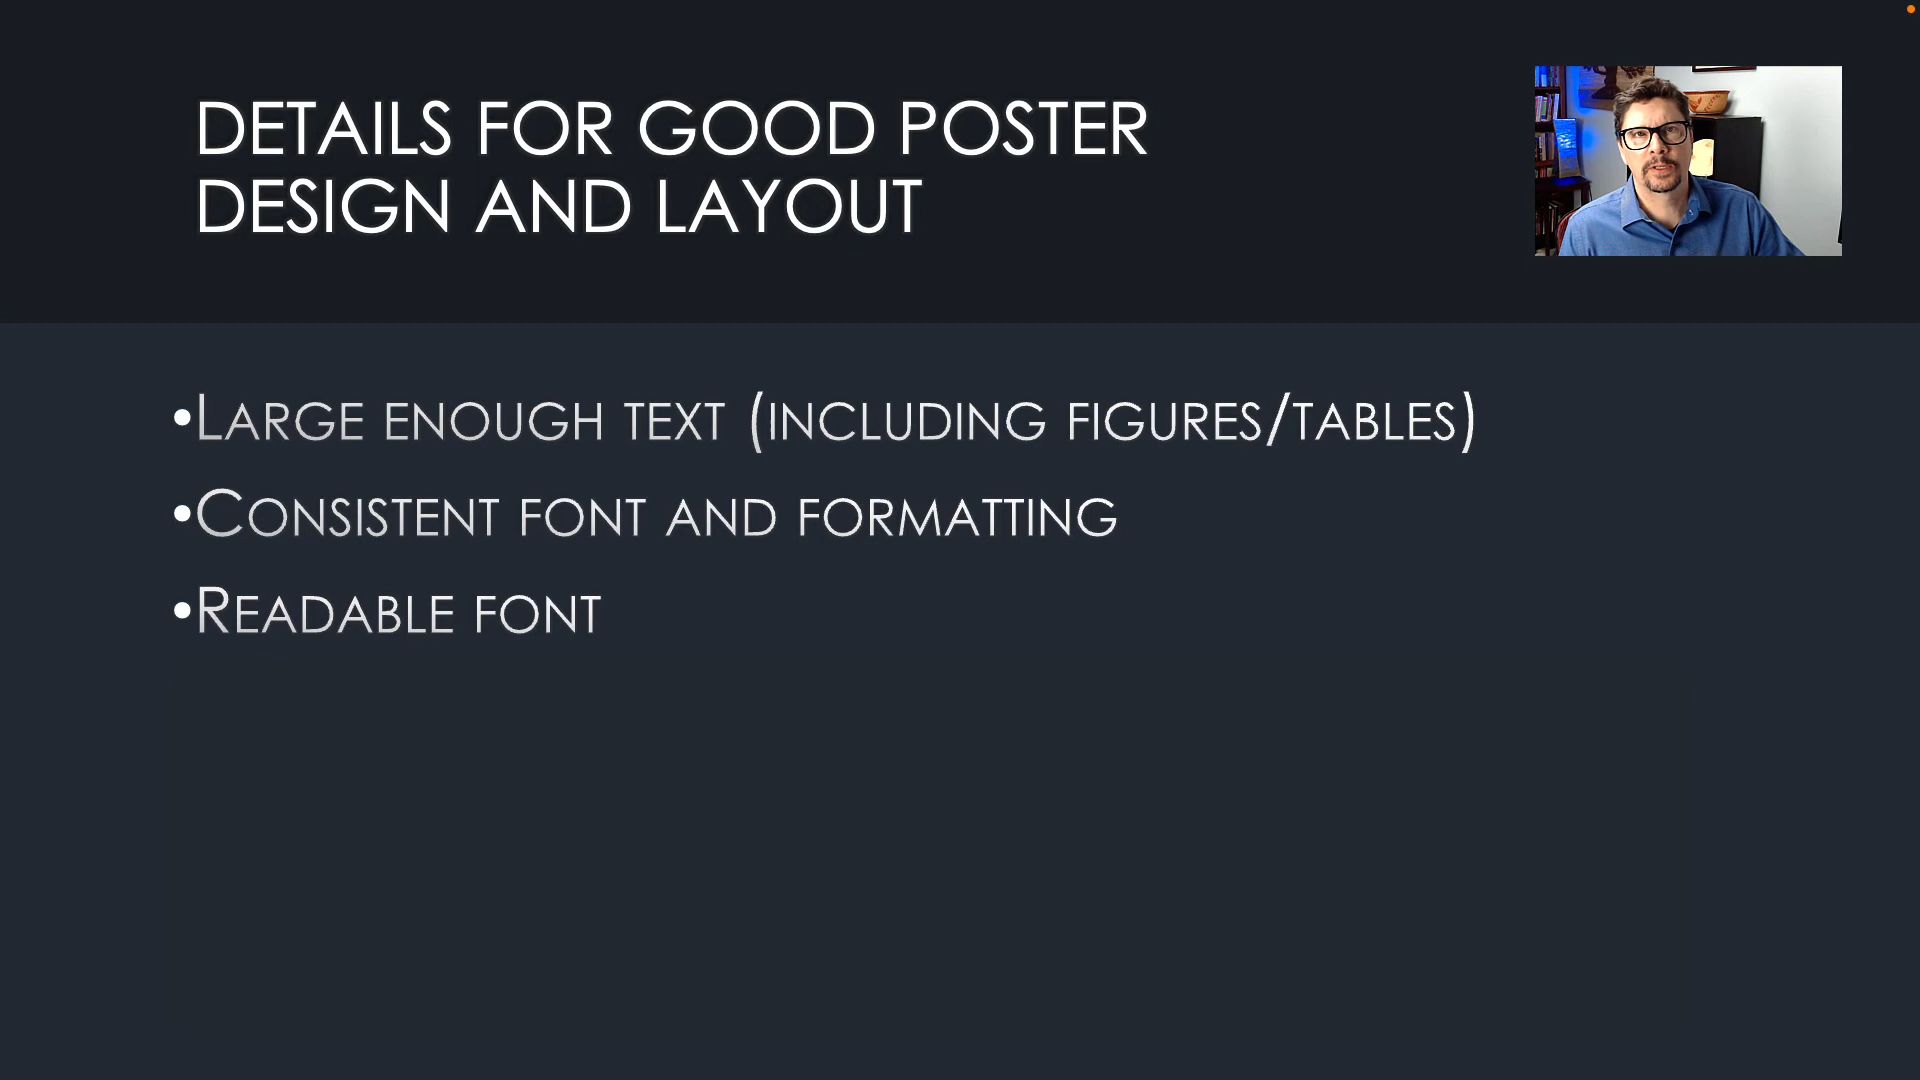 DETAILS FOR GOOD POSTER
DESIGN AND LAYOUT
•LARGE ENOUGH TEXT (INCLUDING FIGURES/TABLES)
•CONSISTENT FONT AND FORMATTING
•READABLE FONT